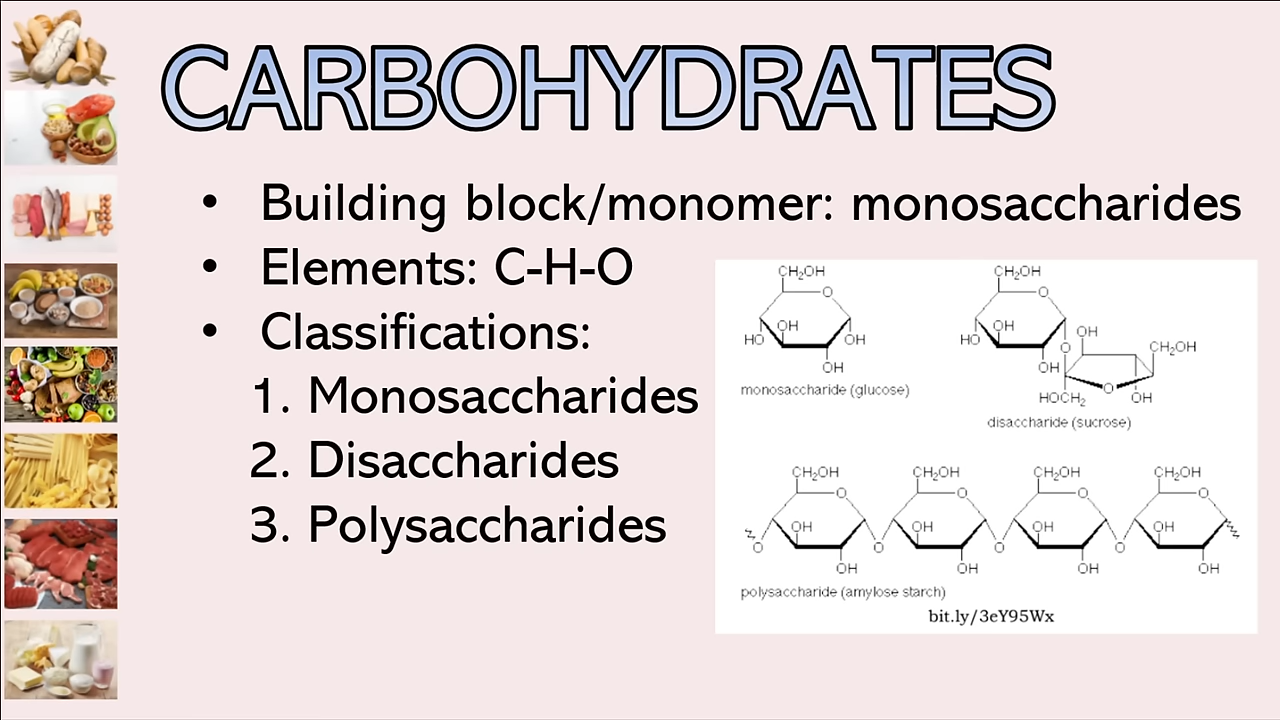 CARBOHYDRATES
• Building block/monomer: monosaccharides
• Elements: C-H-O
• Classifications:
1. Monosaccharides
2. Disaccharides
3. Polysaccharides
CH₂OH
O
HO
OH
OH
OH
monosaccharide (glucose)
CH₂OH
O
HO
OH
OH
O
OH
CH₂OH
O
HOCH₂
OH
disaccharide (sucrose)
CH₂OH CH₂OH CH₂OH CH₂OH
O O O O
OH OH OH OH
O O O O
OH OH OH OH
polysaccharide (amylose starch)
bit.ly/3eY95Wx